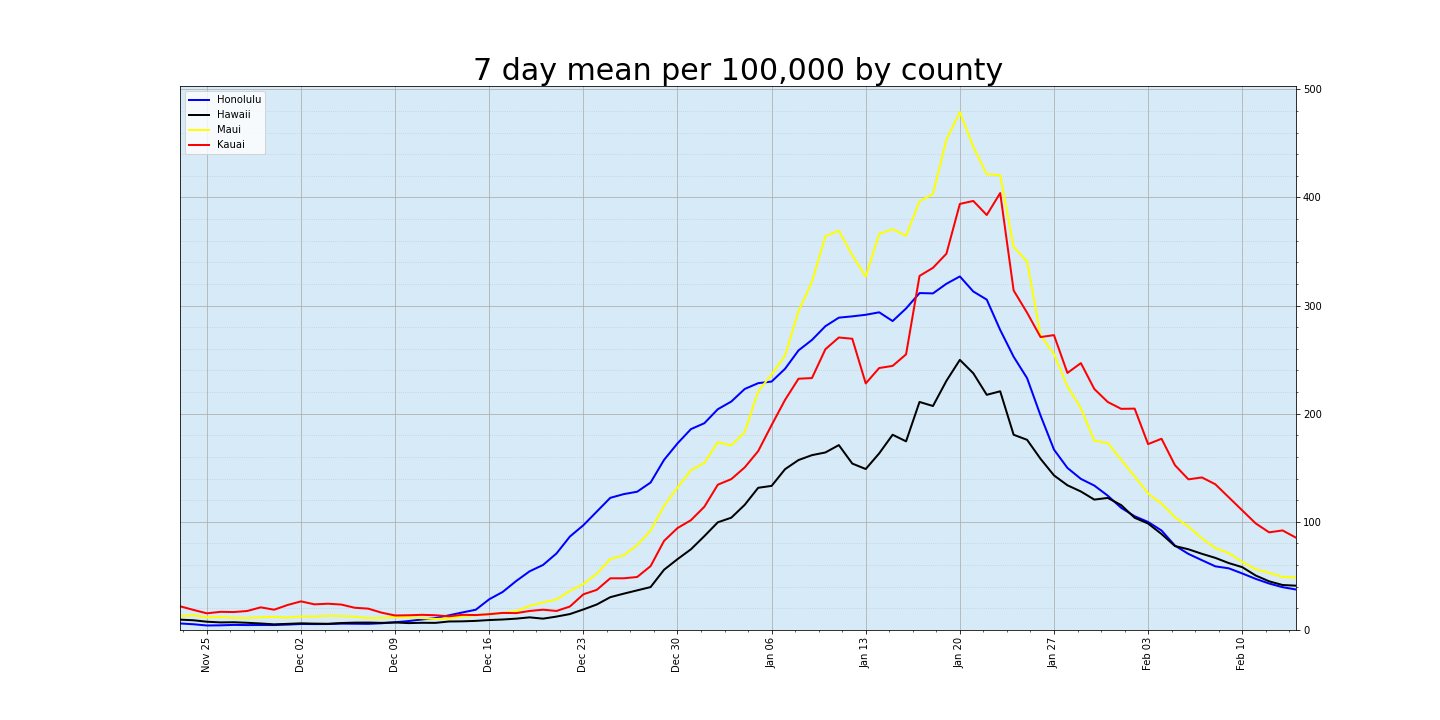 7 day mean per 100,000 by county
Honolulu
Hawaii
Maui
Kauai
500
400
300
200
100
0
Nov 25
Dec 02
Dec 09
Dec 16
Dec 23
Dec 30
Jan 06
Jan 13
Jan 20
Jan 27
Feb 03
Feb 10